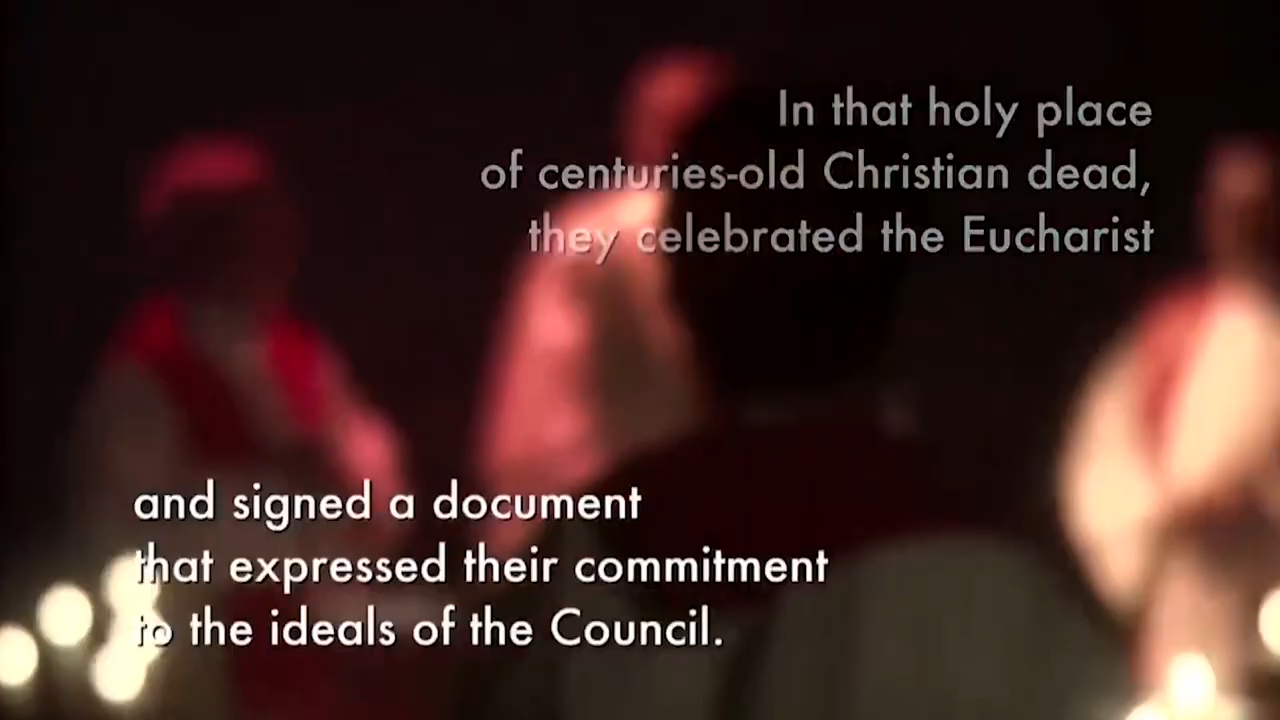 In that holy place
of centuries-old Christian dead,
they celebrated the Eucharist
and signed a document
that expressed their commitment
to the ideals of the Council.